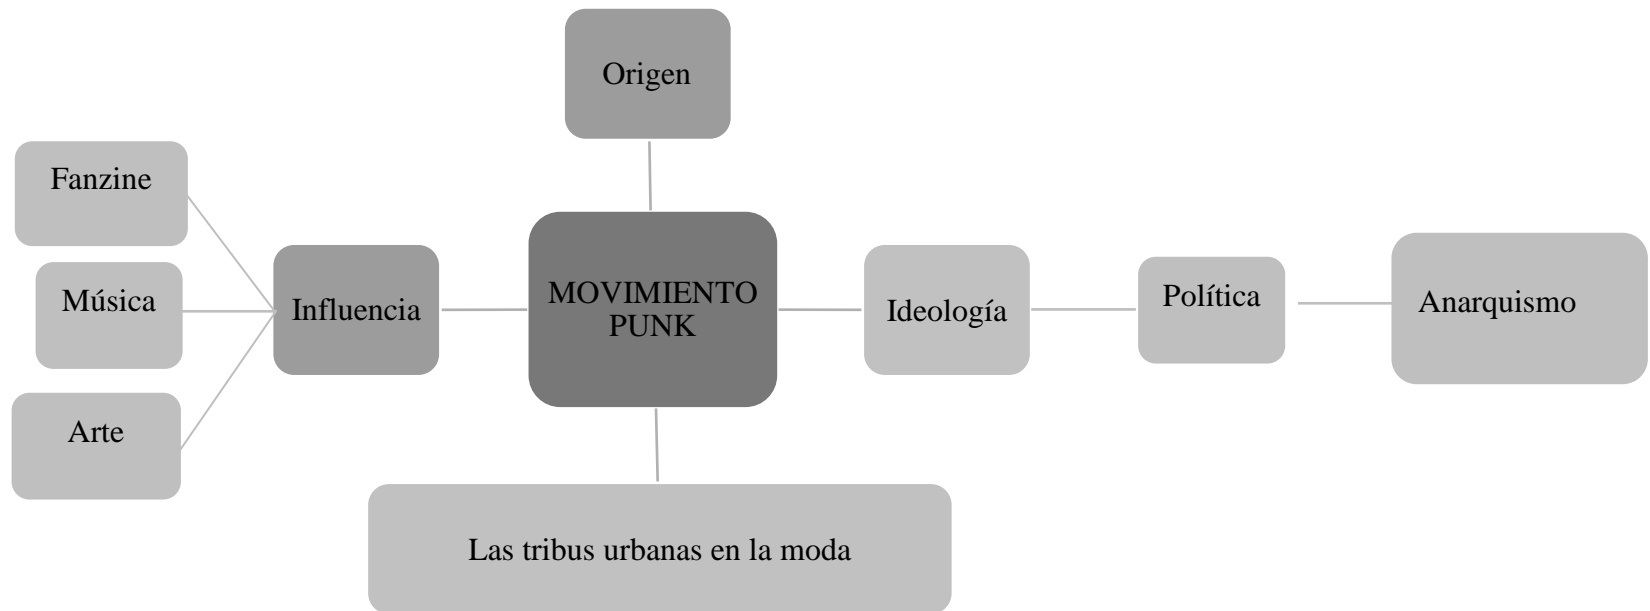 Origen
Fanzine
Música
Arte
Influencia
MOVIMIENTO
PUNK
Ideología
Política
Anarquismo
Las tribus urbanas en la moda